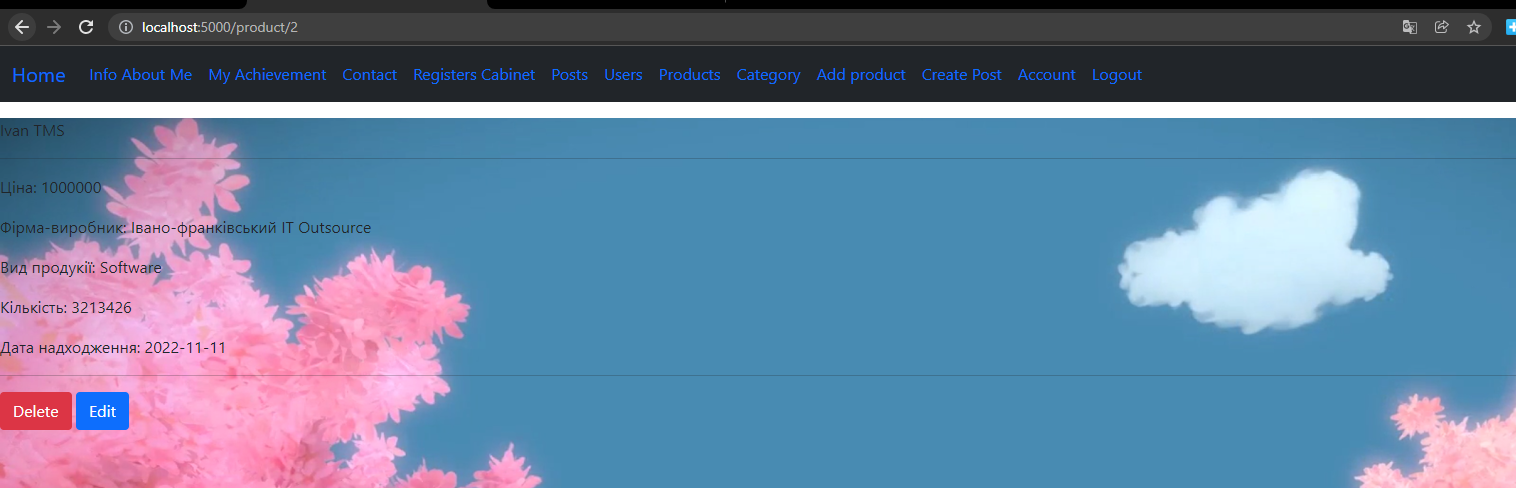 localhost:5000/product/2
Home Info About Me My Achievement Contact Registers Cabinet Posts Users Products Category Add product Create Post Account Logout
Ivan TMS
Ціна: 1000000
Фірма-виробник: Івано-франківський IT Outsource
Вид продукії: Software
Кількість: 3213426
Дата надходження: 2022-11-11
Delete Edit